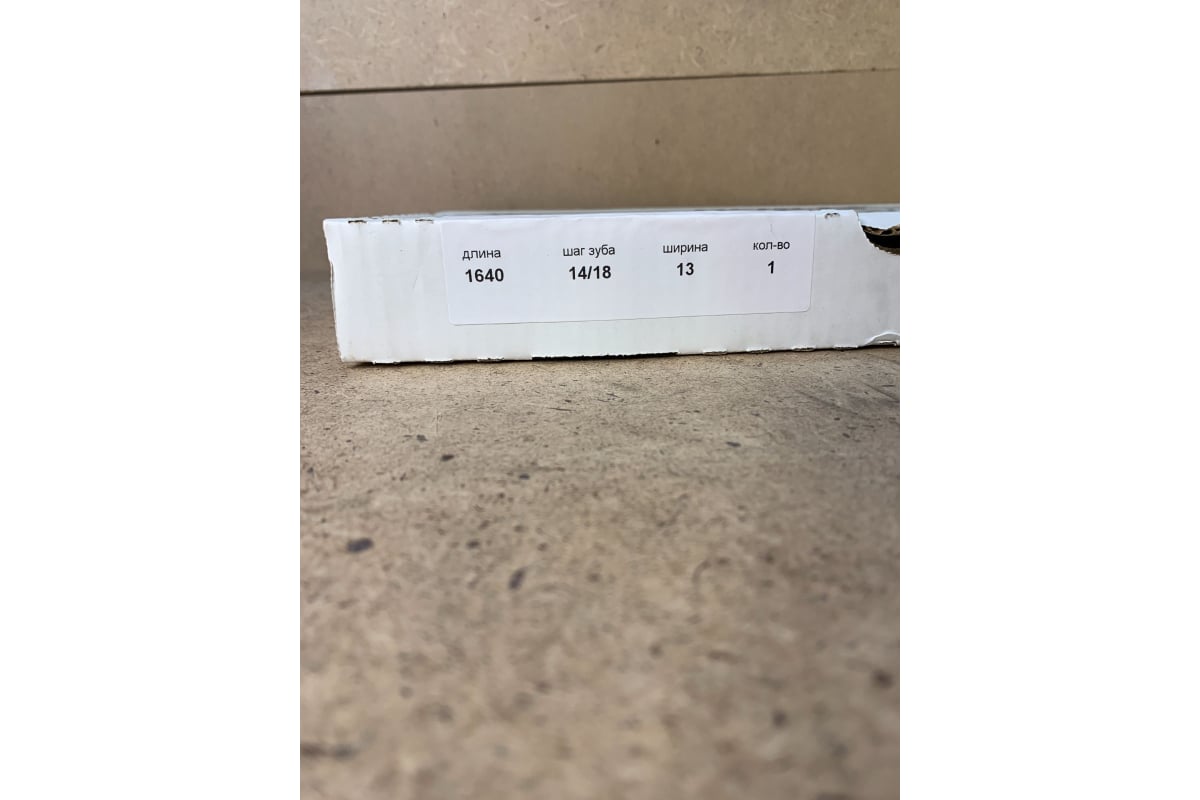 длина шаг зуба ширина кол-во
1640 14/18 13 1